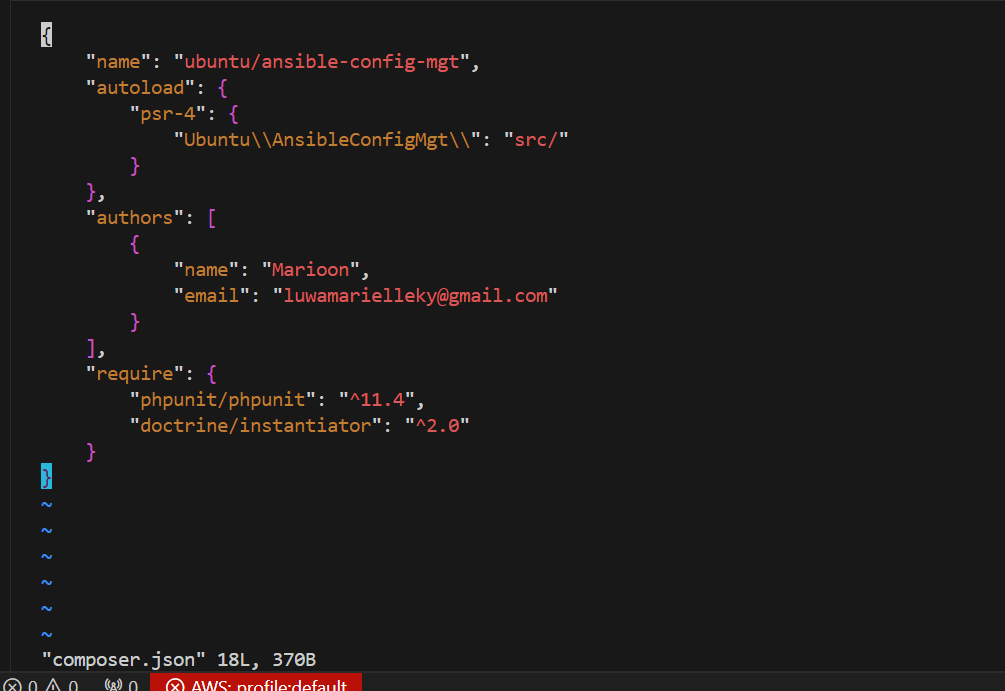 {
    "name": "ubuntu/ansible-config-mgt",
    "autoload": {
        "psr-4": {
            "Ubuntu\\AnsibleConfigMgt\\": "src/"
        }
    },
    "authors": [
        {
            "name": "Marioon",
            "email": "luwamarielleky@gmail.com"
        }
    ],
    "require": {
        "phpunit/phpunit": "^11.4",
        "doctrine/instantiator": "^2.0"
    }
}
~
~
~
~
~
~
"composer.json" 18L, 370B
0 0 0 AWS: profile:default